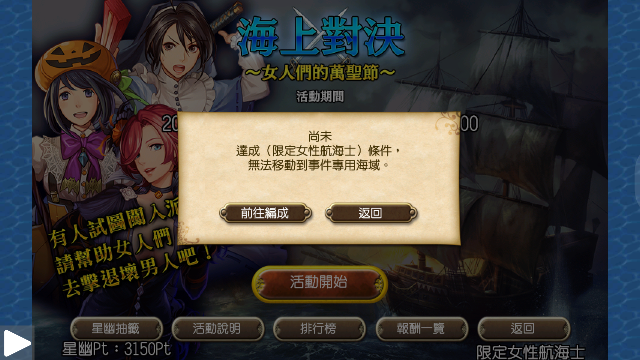 海上對決
～女人們的萬聖節～
活動期間
20
00
尚未
達成（限定女性航海士）條件，
無法移動到事件專用海域。
前往編成
返回
有人試圖闖入派
請幫助女人們
去擊退壞男人吧！
活動開始
星幽抽籤
活動說明
排行榜
報酬一覽
返回
星幽Pt：3150Pt
限定女性航海士